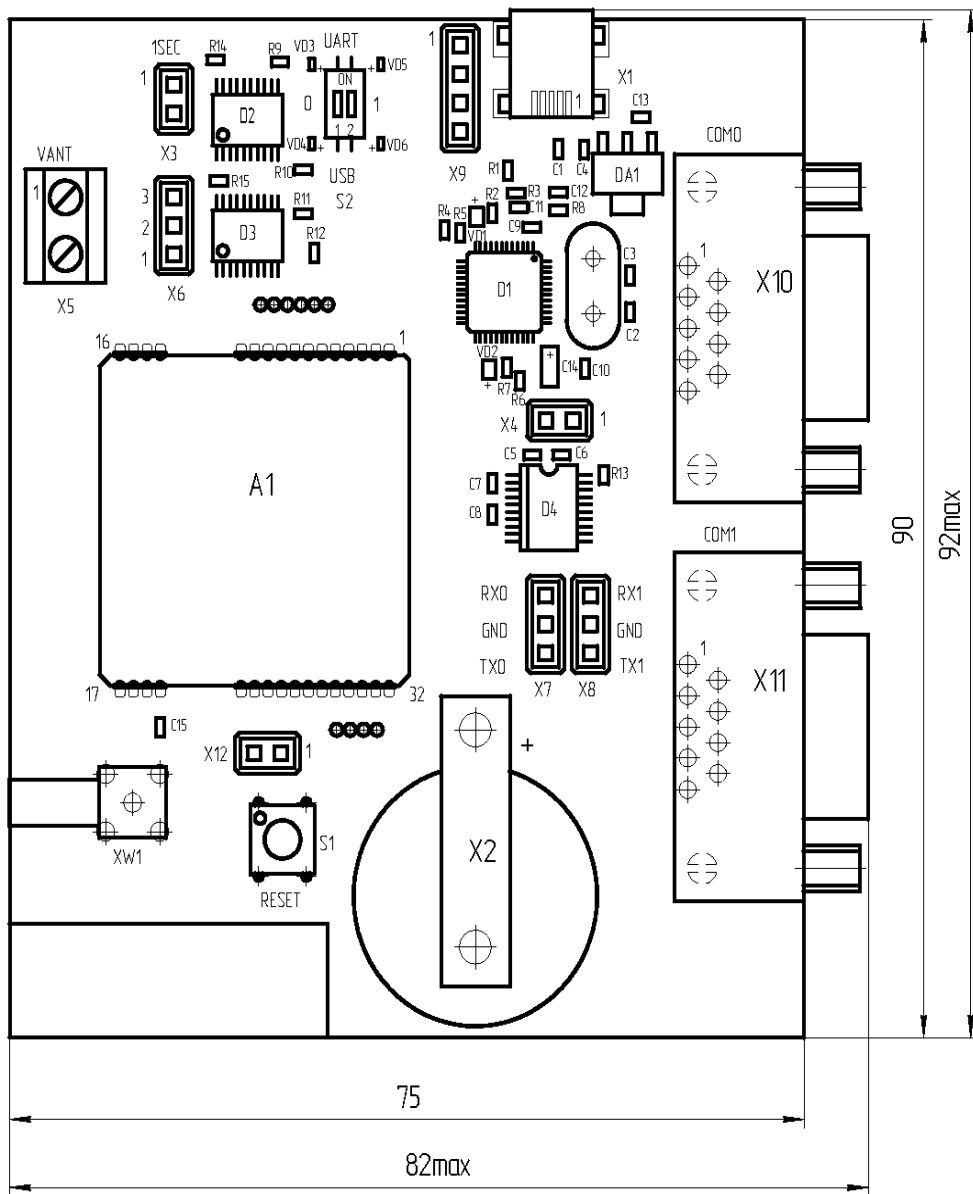 1SEC
R14
R9
VD3
UART
VD5
1
X1
C13
1
D2
0
ON
1
1 2
1
COM0
X3
VD4
VD6
R10
USB
S2
X9
R1
C1
C4
DA1
VANT
1
R15
3
2
1
X6
X5
D3
R11
R12
R3
C12
R2
C11
R8
R4
R5
VD1
C9
D1
C3
C2
1
X10
16
1
VD2
R7
R6
C14
C10
X4
1
A1
C5
C6
C7
R13
C8
D4
90
92max
COM1
RX0
RX1
GND
GND
TX0
TX1
X7
X8
1
X11
17
32
C15
X12
1
+
XW1
S1
RESET
X2
75
82max